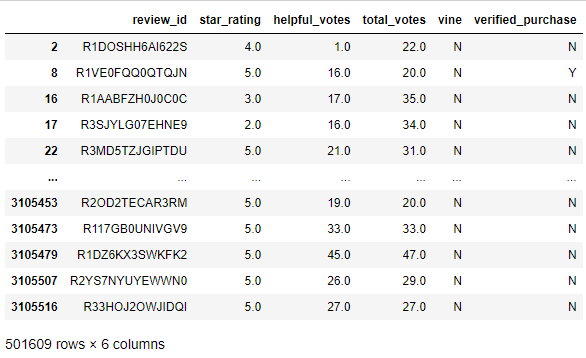 review_id star_rating helpful_votes total_votes vine verified_purchase
2 R1DOSHH6AI622S 4.0 1.0 22.0 N N
8 R1VE0FQQ0QTQJN 5.0 16.0 20.0 N Y
16 R1AABFZH0J0C0C 3.0 17.0 35.0 N N
17 R3SJYLG07EHNE9 2.0 16.0 34.0 N N
22 R3MD5TZJGIPTDU 5.0 21.0 31.0 N N
... ... ... ... ... ... ...
3105453 R2OD2TECAR3RM 5.0 19.0 20.0 N N
3105473 R117GB0UNIVGV9 5.0 33.0 33.0 N N
3105479 R1DZ6KX3SWKFK2 5.0 45.0 47.0 N N
3105507 R2YS7NYUYEWWN0 5.0 26.0 29.0 N N
3105516 R33HOJ2OWJIDQI 5.0 27.0 27.0 N N
501609 rows × 6 columns